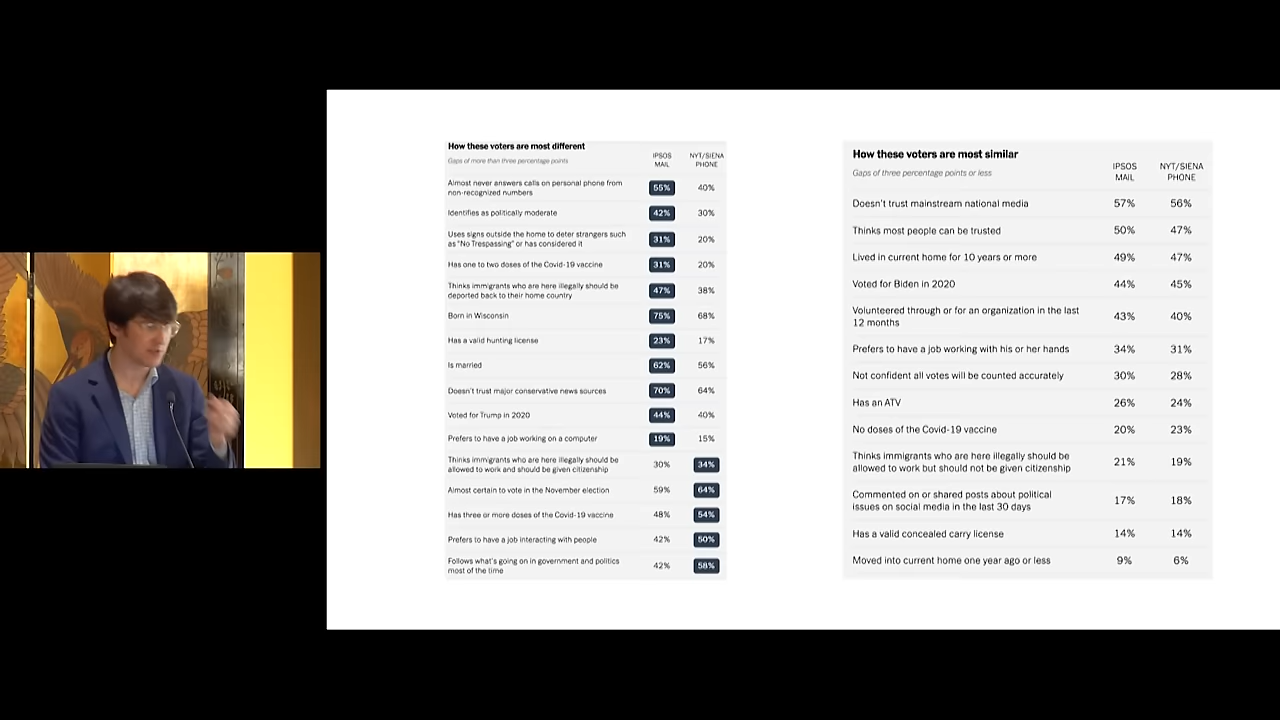 How these voters are most different
Gaps of more than three percentage points
IPSOS MAIL
NYT/SIENA PHONE
Almost never answers calls on personal phone from
non-recognized numbers
55% 40%
Identifies as politically moderate 42% 30%
Uses signs outside the home to deter strangers such
as "No Trespassing" or has considered it
31% 20%
Has one to two doses of the Covid-19 vaccine 31% 20%
Thinks immigrants who are here illegally should be
deported back to their home country
47% 38%
Born in Wisconsin 75% 68%
Has a valid hunting license 23% 17%
Is married 62% 56%
Doesn't trust major conservative news sources 70% 64%
Voted for Trump in 2020 44% 40%
Prefers to have a job working on a computer 19% 15%
Thinks immigrants who are here illegally should be
allowed to work and should be given citizenship
30% 34%
Almost certain to vote in the November election 59% 64%
Has three or more doses of the Covid-19 vaccine 48% 54%
Prefers to have a job interacting with people 42% 50%
Follows what's going on in government and politics
most of the time
42% 58%
How these voters are most similar
Gaps of three percentage points or less
IPSOS MAIL
NYT/SIENA PHONE
Doesn't trust mainstream national media 57% 56%
Thinks most people can be trusted 50% 47%
Lived in current home for 10 years or more 49% 47%
Voted for Biden in 2020 44% 45%
Volunteered through or for an organization in the last
12 months
43% 40%
Prefers to have a job working with his or her hands 34% 31%
Not confident all votes will be counted accurately 30% 28%
Has an ATV 26% 24%
No doses of the Covid-19 vaccine 20% 23%
Thinks immigrants who are here illegally should be
allowed to work but should not be given citizenship
21% 19%
Commented on or shared posts about political
issues on social media in the last 30 days
17% 18%
Has a valid concealed carry license 14% 14%
Moved into current home one year ago or less 9% 6%